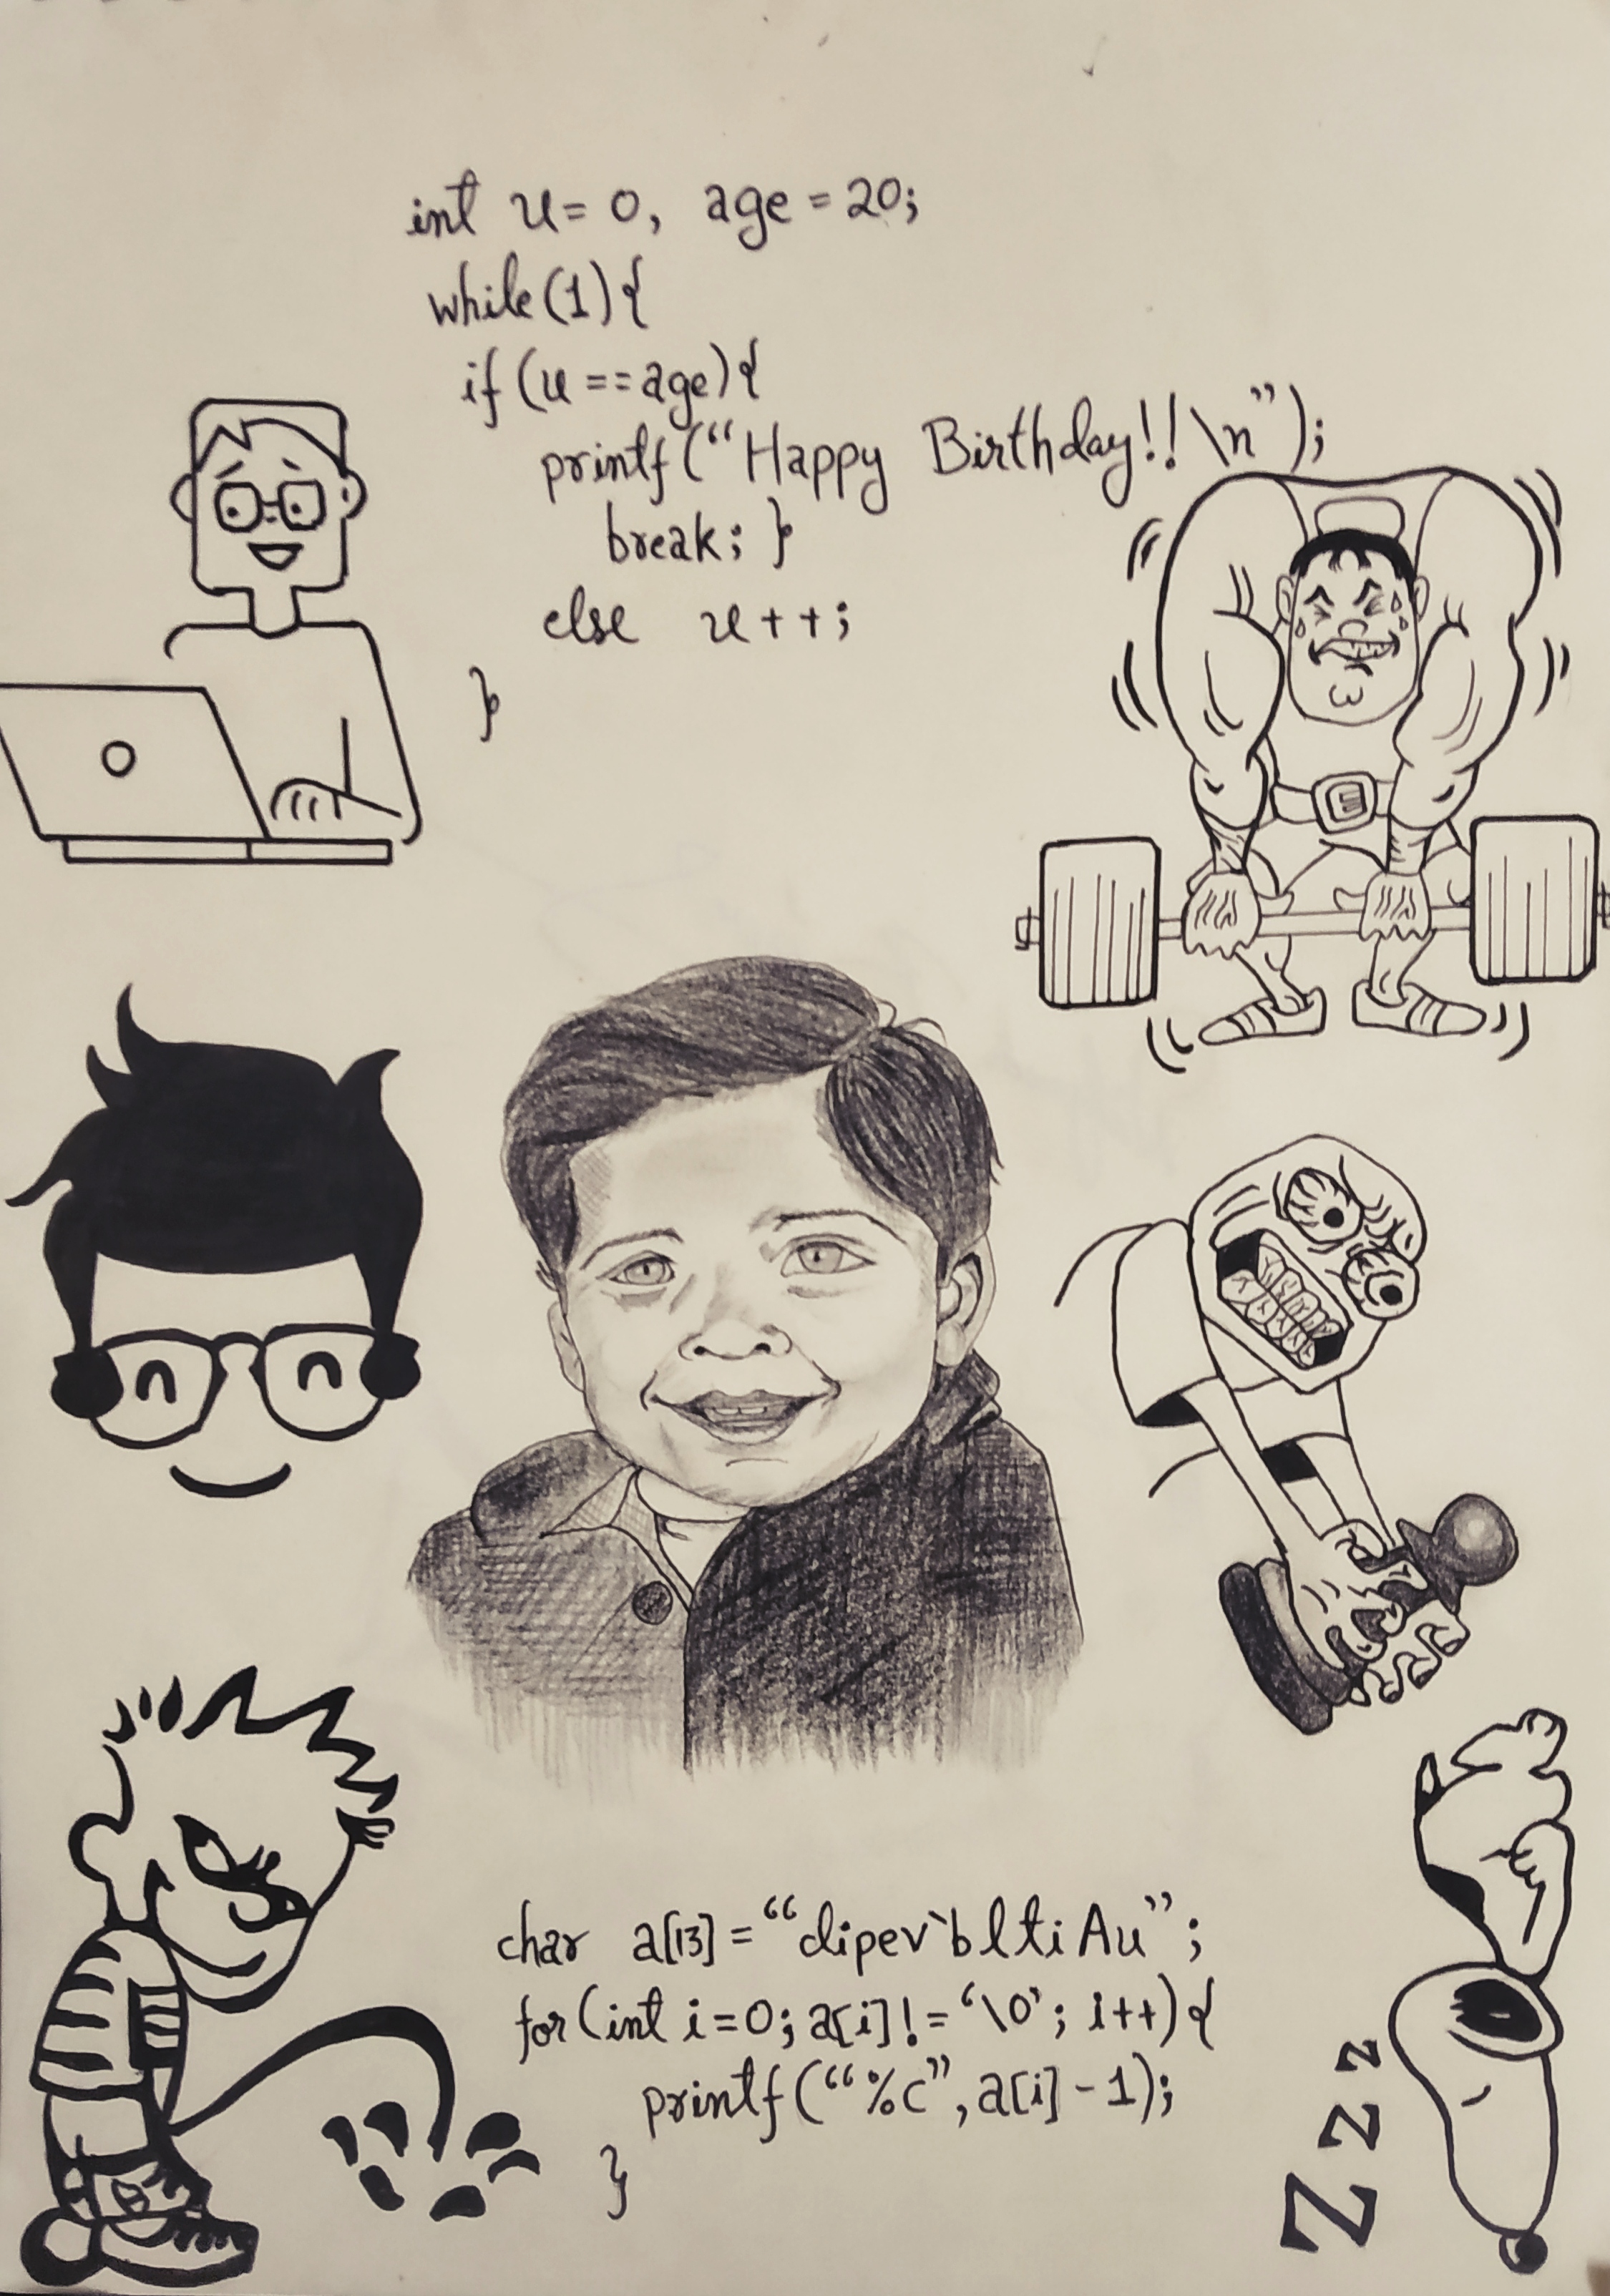 int u= 0, age = 20;
while(1){
if (u ==age){
printf("Happy Birthday!!\n");
break; }
else u++;
}
E
char a[13] = "dipev`bltiAu";
for(int i=0; a[i]!='\0'; i++){
printf("%c", a[i]-1);
}
z
z
Z